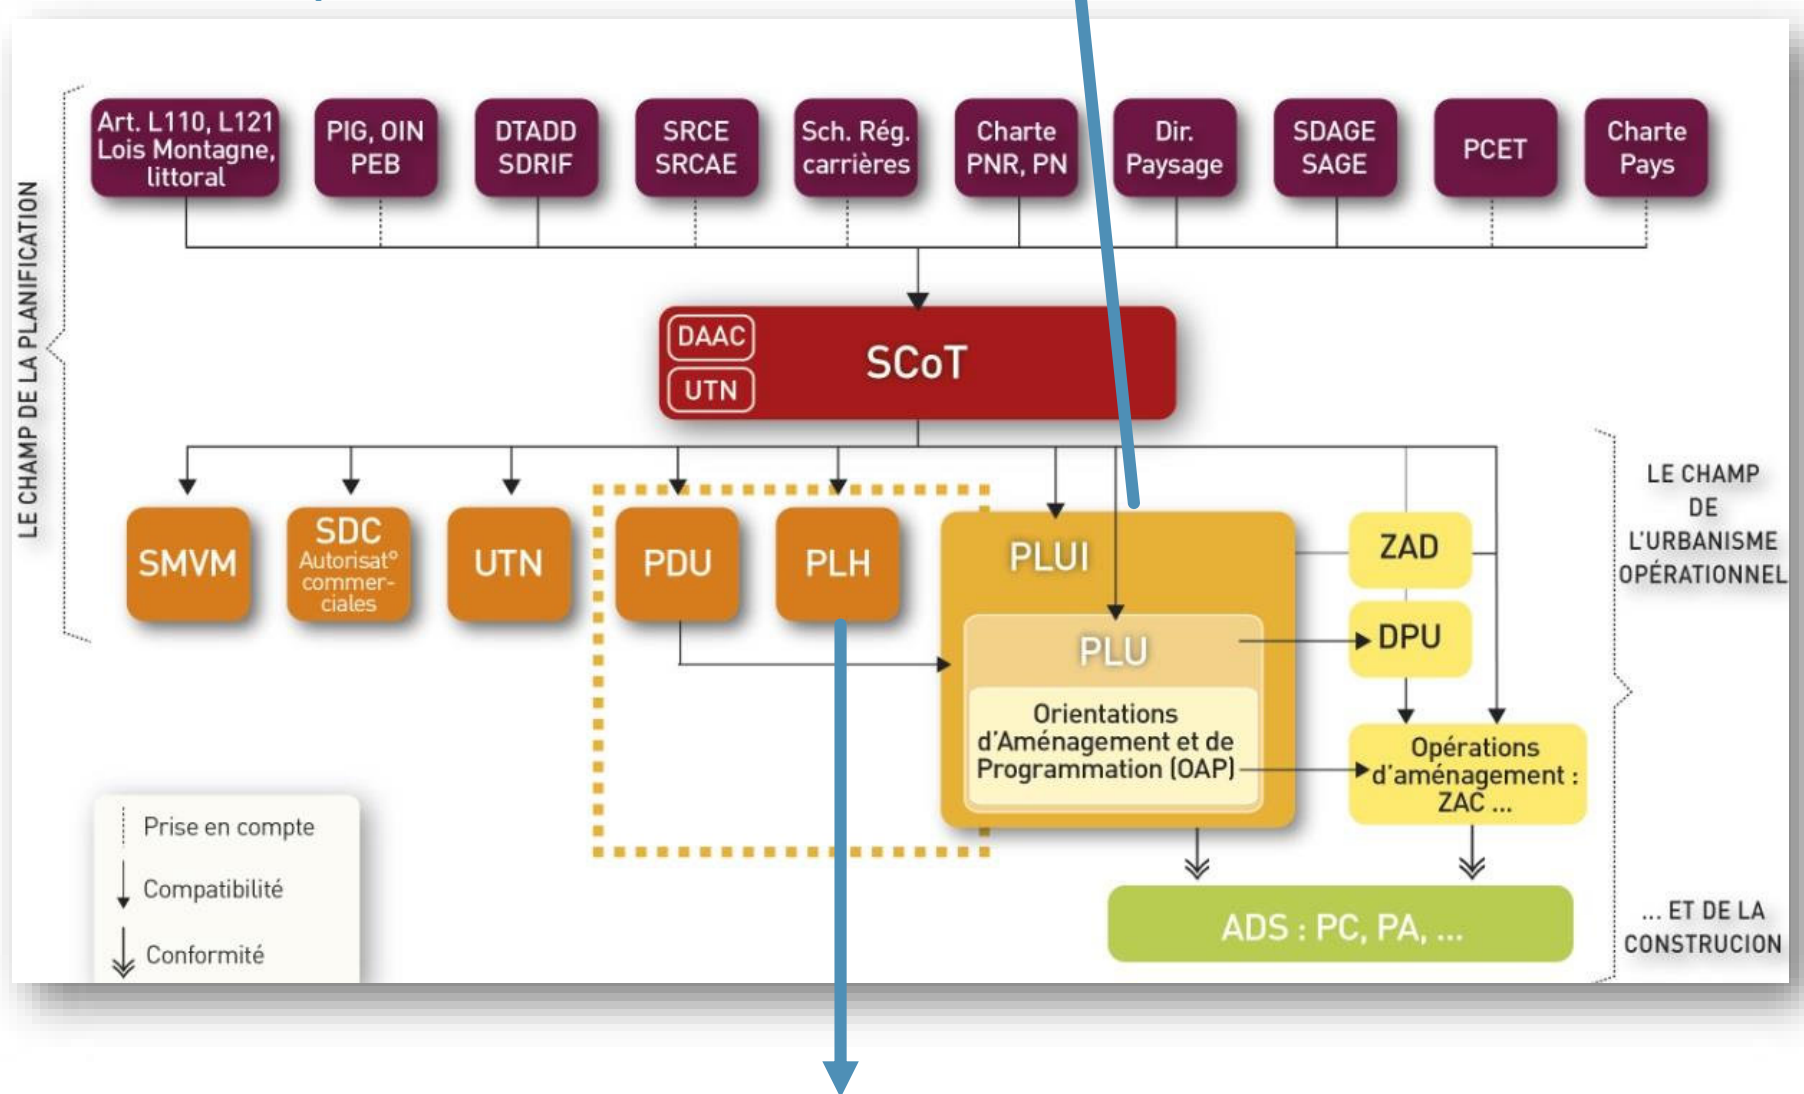 LE CHAMP DE LA PLANIFICATION
Art. L110, L121
Lois Montagne,
littoral
PIG, OIN
PEB
DTADD
SDRIF
SRCE
SRCAE
Sch. Rég.
carrières
Charte
PNR, PN
Dir.
Paysage
SDAGE
SAGE
PCET
Charte
Pays
DAAC
UTN
SCoT
SMVM
SDC
Autorisat°
commer-
ciales
UTN
PDU
PLH
PLUI
PLU
Orientations
d'Aménagement et de
Programmation (OAP)
ZAD
DPU
Opérations
d'aménagement :
ZAC ...
ADS : PC, PA, ...
LE CHAMP
DE
L'URBANISME
OPÉRATIONNEL
... ET DE LA
CONSTRUCION
Prise en compte
Compatibilité
Conformité